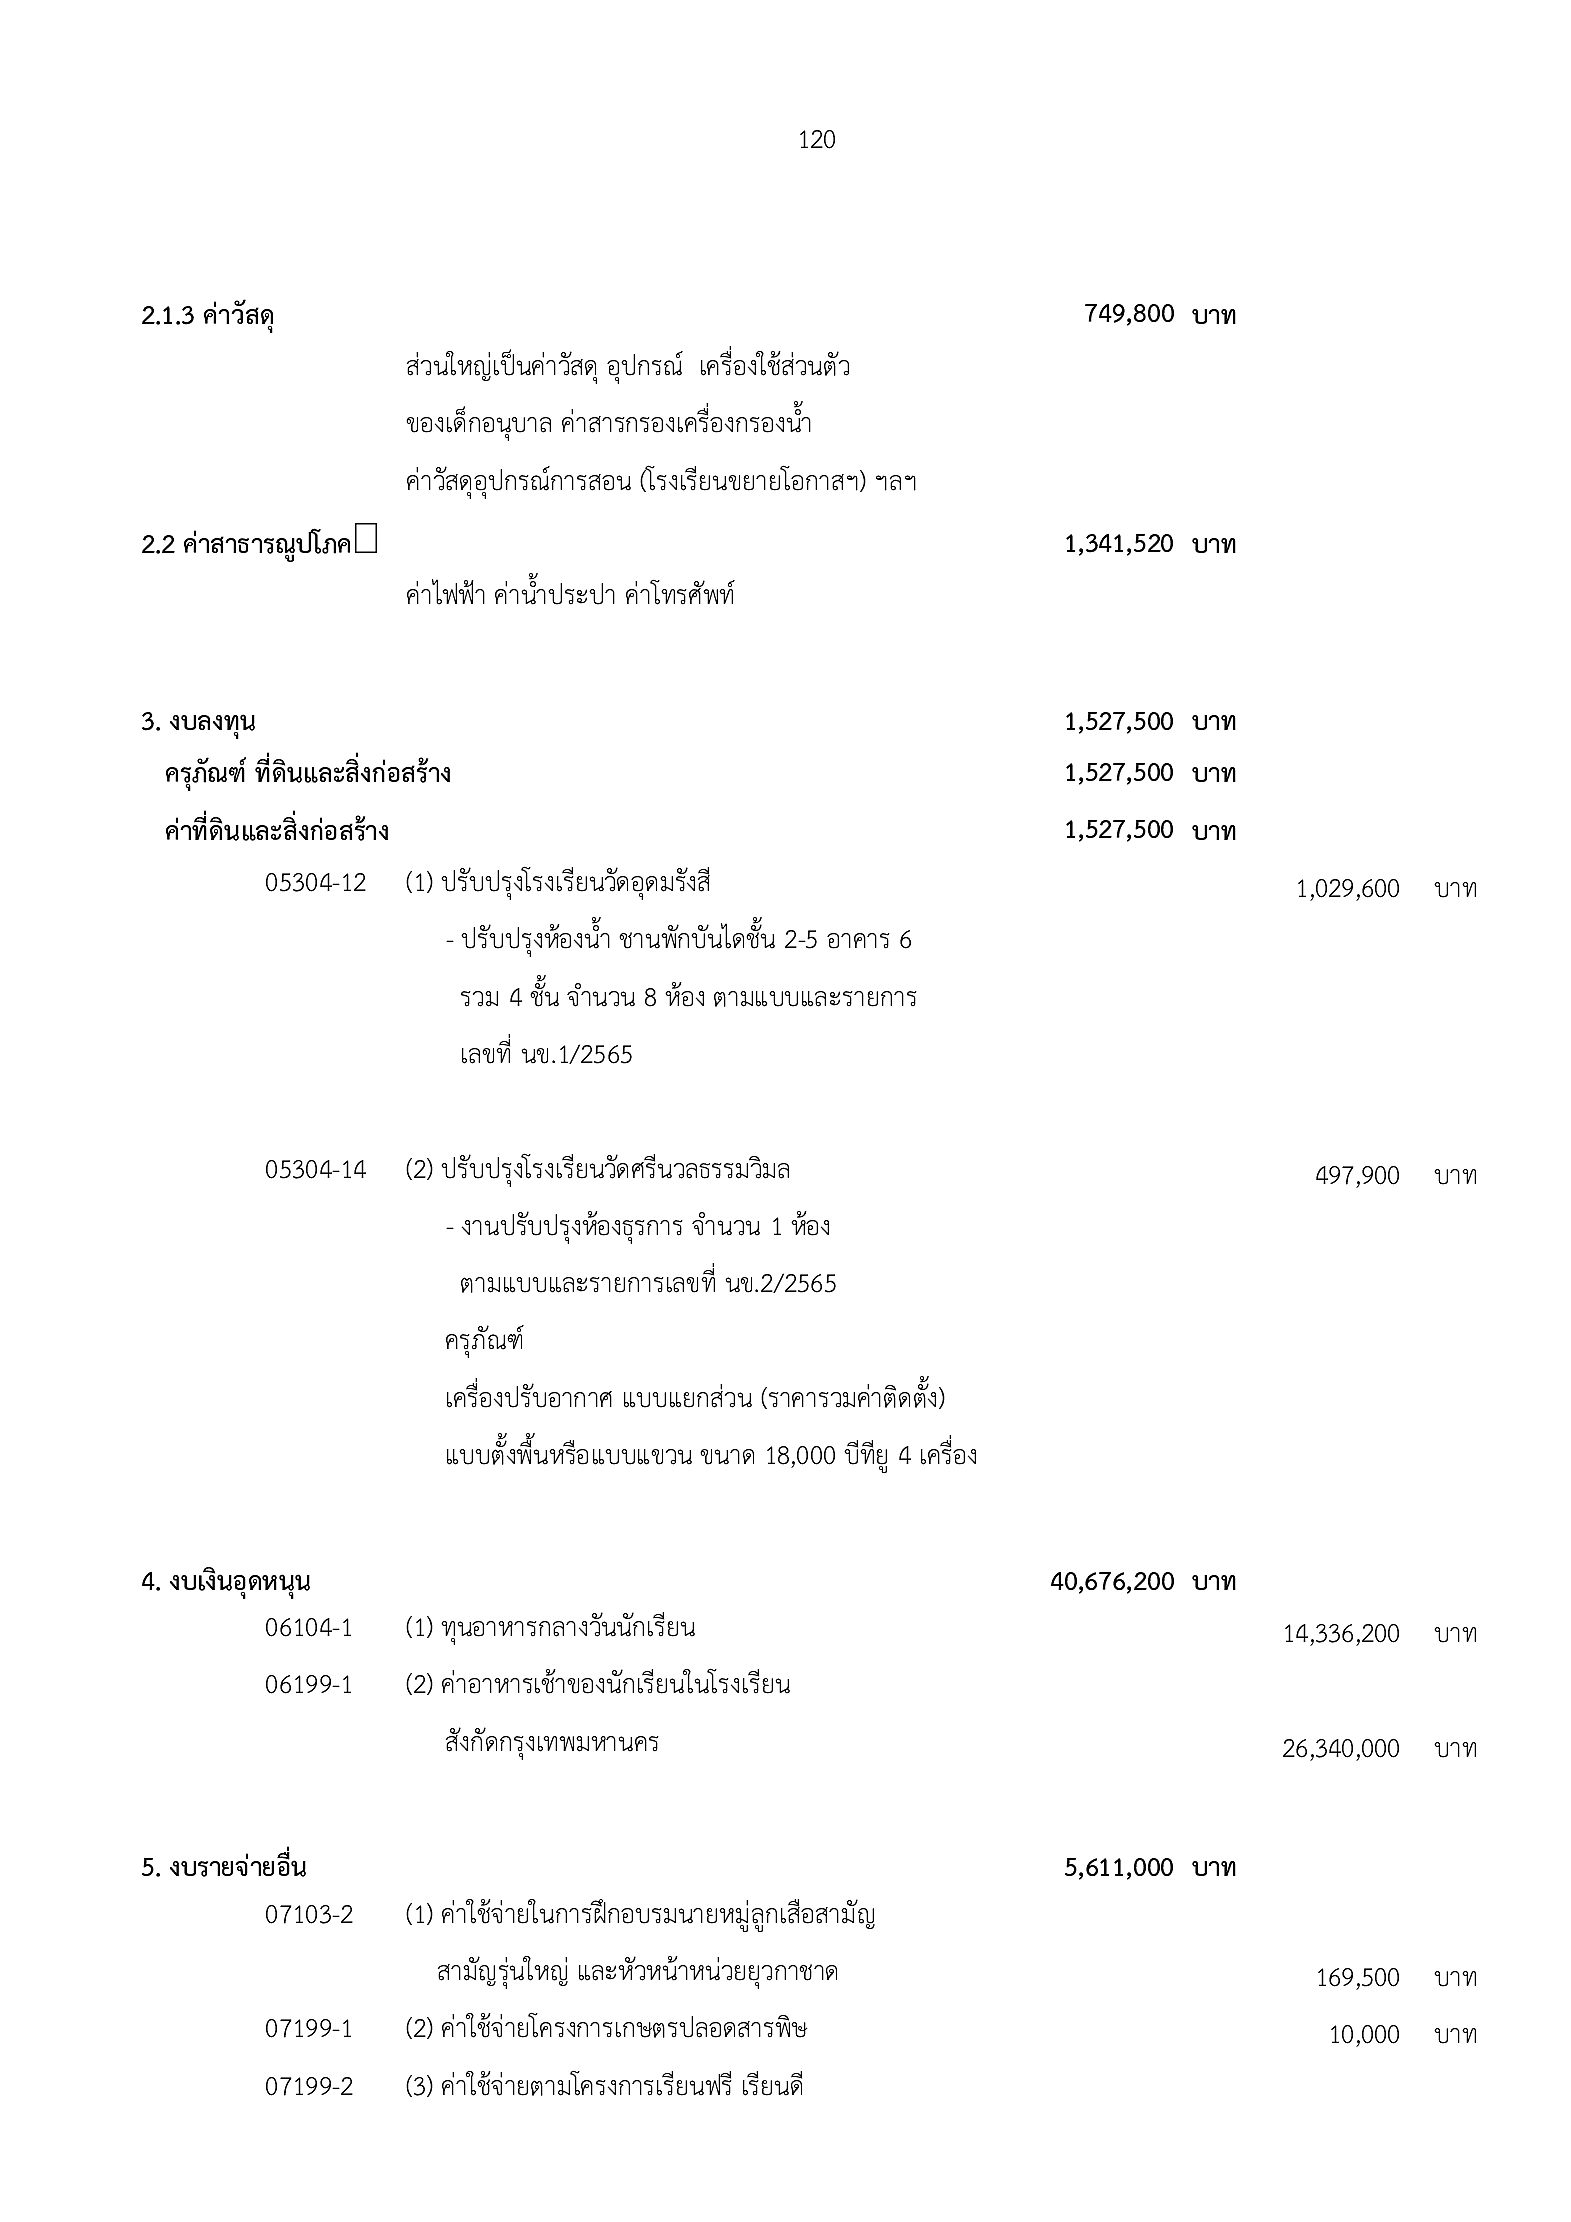 120
2.1.3 ค่าวัสดุ 749,800 บาท
ส่วนใหญ่เป็นค่าวัสดุ อุปกรณ์ เครื่องใช้ส่วนตัว
ของเด็กอนุบาล ค่าสารกรองเครื่องกรองน้ำ
ค่าวัสดุอุปกรณ์การสอน (โรงเรียนขยายโอกาสฯ) ฯลฯ
2.2 ค่าสาธารณูปโภค 1,341,520 บาท
ค่าไฟฟ้า ค่าน้ำประปา ค่าโทรศัพท์
3. งบลงทุน 1,527,500 บาท
ครุภัณฑ์ ที่ดินและสิ่งก่อสร้าง 1,527,500 บาท
ค่าที่ดินและสิ่งก่อสร้าง 1,527,500 บาท
05304-12 (1) ปรับปรุงโรงเรียนวัดอุดมรังสี 1,029,600 บาท
- ปรับปรุงห้องน้ำ ชานพักบันไดชั้น 2-5 อาคาร 6
รวม 4 ชั้น จำนวน 8 ห้อง ตามแบบและรายการ
เลขที่ นข.1/2565
05304-14 (2) ปรับปรุงโรงเรียนวัดศรีนวลธรรมวิมล 497,900 บาท
- งานปรับปรุงห้องธุรการ จำนวน 1 ห้อง
ตามแบบและรายการเลขที่ นข.2/2565
ครุภัณฑ์
เครื่องปรับอากาศ แบบแยกส่วน (ราคารวมค่าติดตั้ง)
แบบตั้งพื้นหรือแบบแขวน ขนาด 18,000 บีทียู 4 เครื่อง
4. งบเงินอุดหนุน 40,676,200 บาท
06104-1 (1) ทุนอาหารกลางวันนักเรียน 14,336,200 บาท
06199-1 (2) ค่าอาหารเช้าของนักเรียนในโรงเรียน
สังกัดกรุงเทพมหานคร 26,340,000 บาท
5. งบรายจ่ายอื่น 5,611,000 บาท
07103-2 (1) ค่าใช้จ่ายในการฝึกอบรมนายหมู่ลูกเสือสามัญ
สามัญรุ่นใหญ่ และหัวหน้าหน่วยยุวกาชาด 169,500 บาท
07199-1 (2) ค่าใช้จ่ายโครงการเกษตรปลอดสารพิษ 10,000 บาท
07199-2 (3) ค่าใช้จ่ายตามโครงการเรียนฟรี เรียนดี